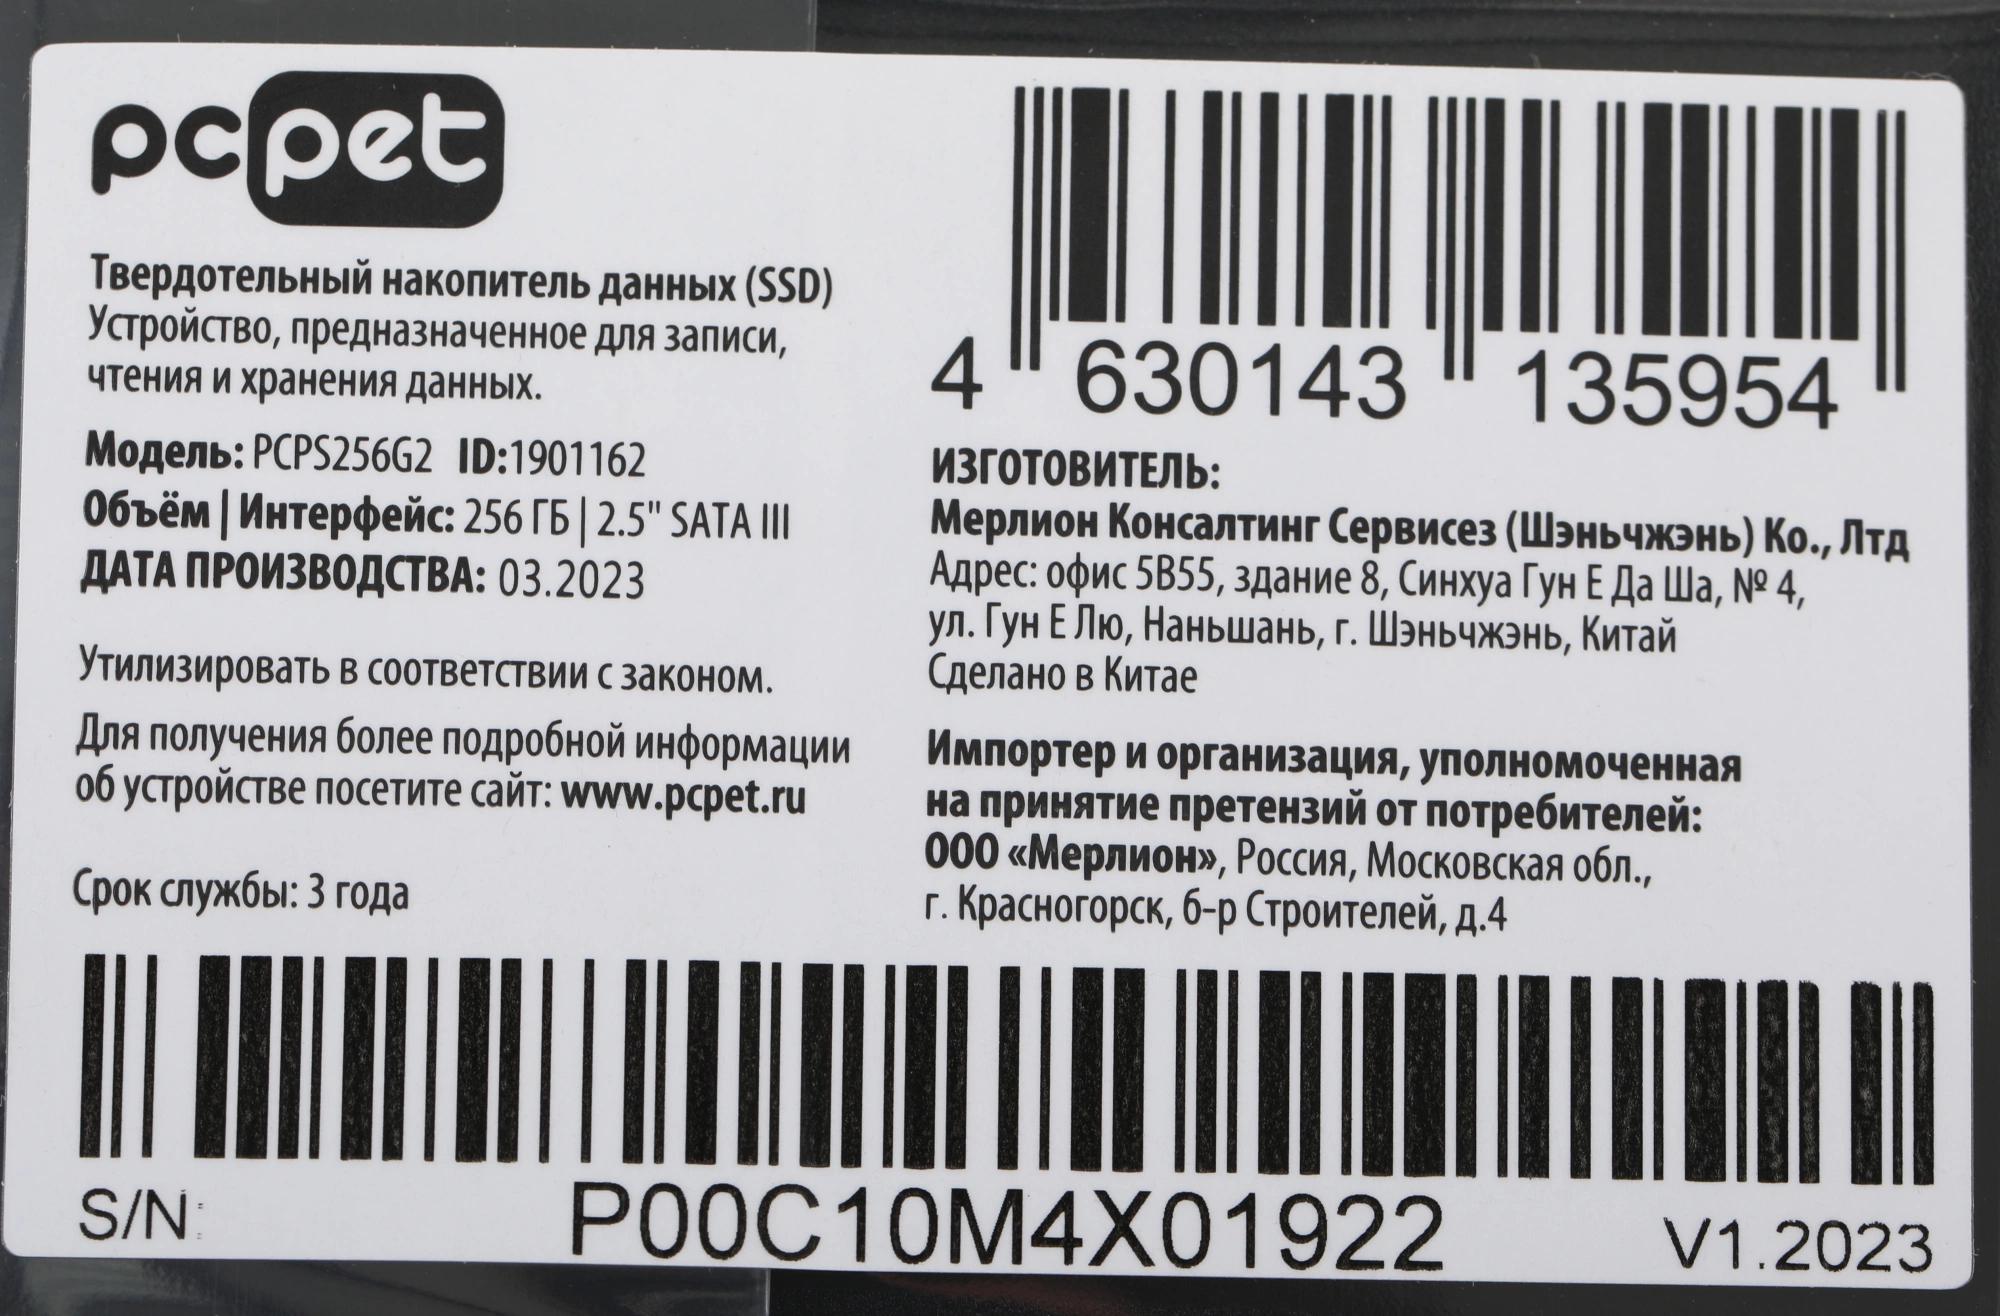 pcpet
Твердотельный накопитель данных (SSD)
Устройство, предназначенное для записи,
чтения и хранения данных.
Модель: PCPS256G2 ID:1901162
Объём | Интерфейс: 256 ГБ | 2.5" SATA III
ДАТА ПРОИЗВОДСТВА: 03.2023
Утилизировать в соответствии с законом.
Для получения более подробной информации
об устройстве посетите сайт: www.pcpet.ru
Срок службы: 3 года
4 630143 135954
ИЗГОТОВИТЕЛЬ:
Мерлион Консалтинг Сервисез (Шэньчжэнь) Ко., Лтд
Адрес: офис 5B55, здание 8, Синхуа Гун Е Да Ша, № 4,
ул. Гун Е Лю, Наньшань, г. Шэньчжэнь, Китай
Сделано в Китае
Импортер и организация, уполномоченная
на принятие претензий от потребителей:
ООО «Мерлион», Россия, Московская обл.,
г. Красногорск, б-р Строителей, д.4
S/N: P00C10M4X01922 V1.2023